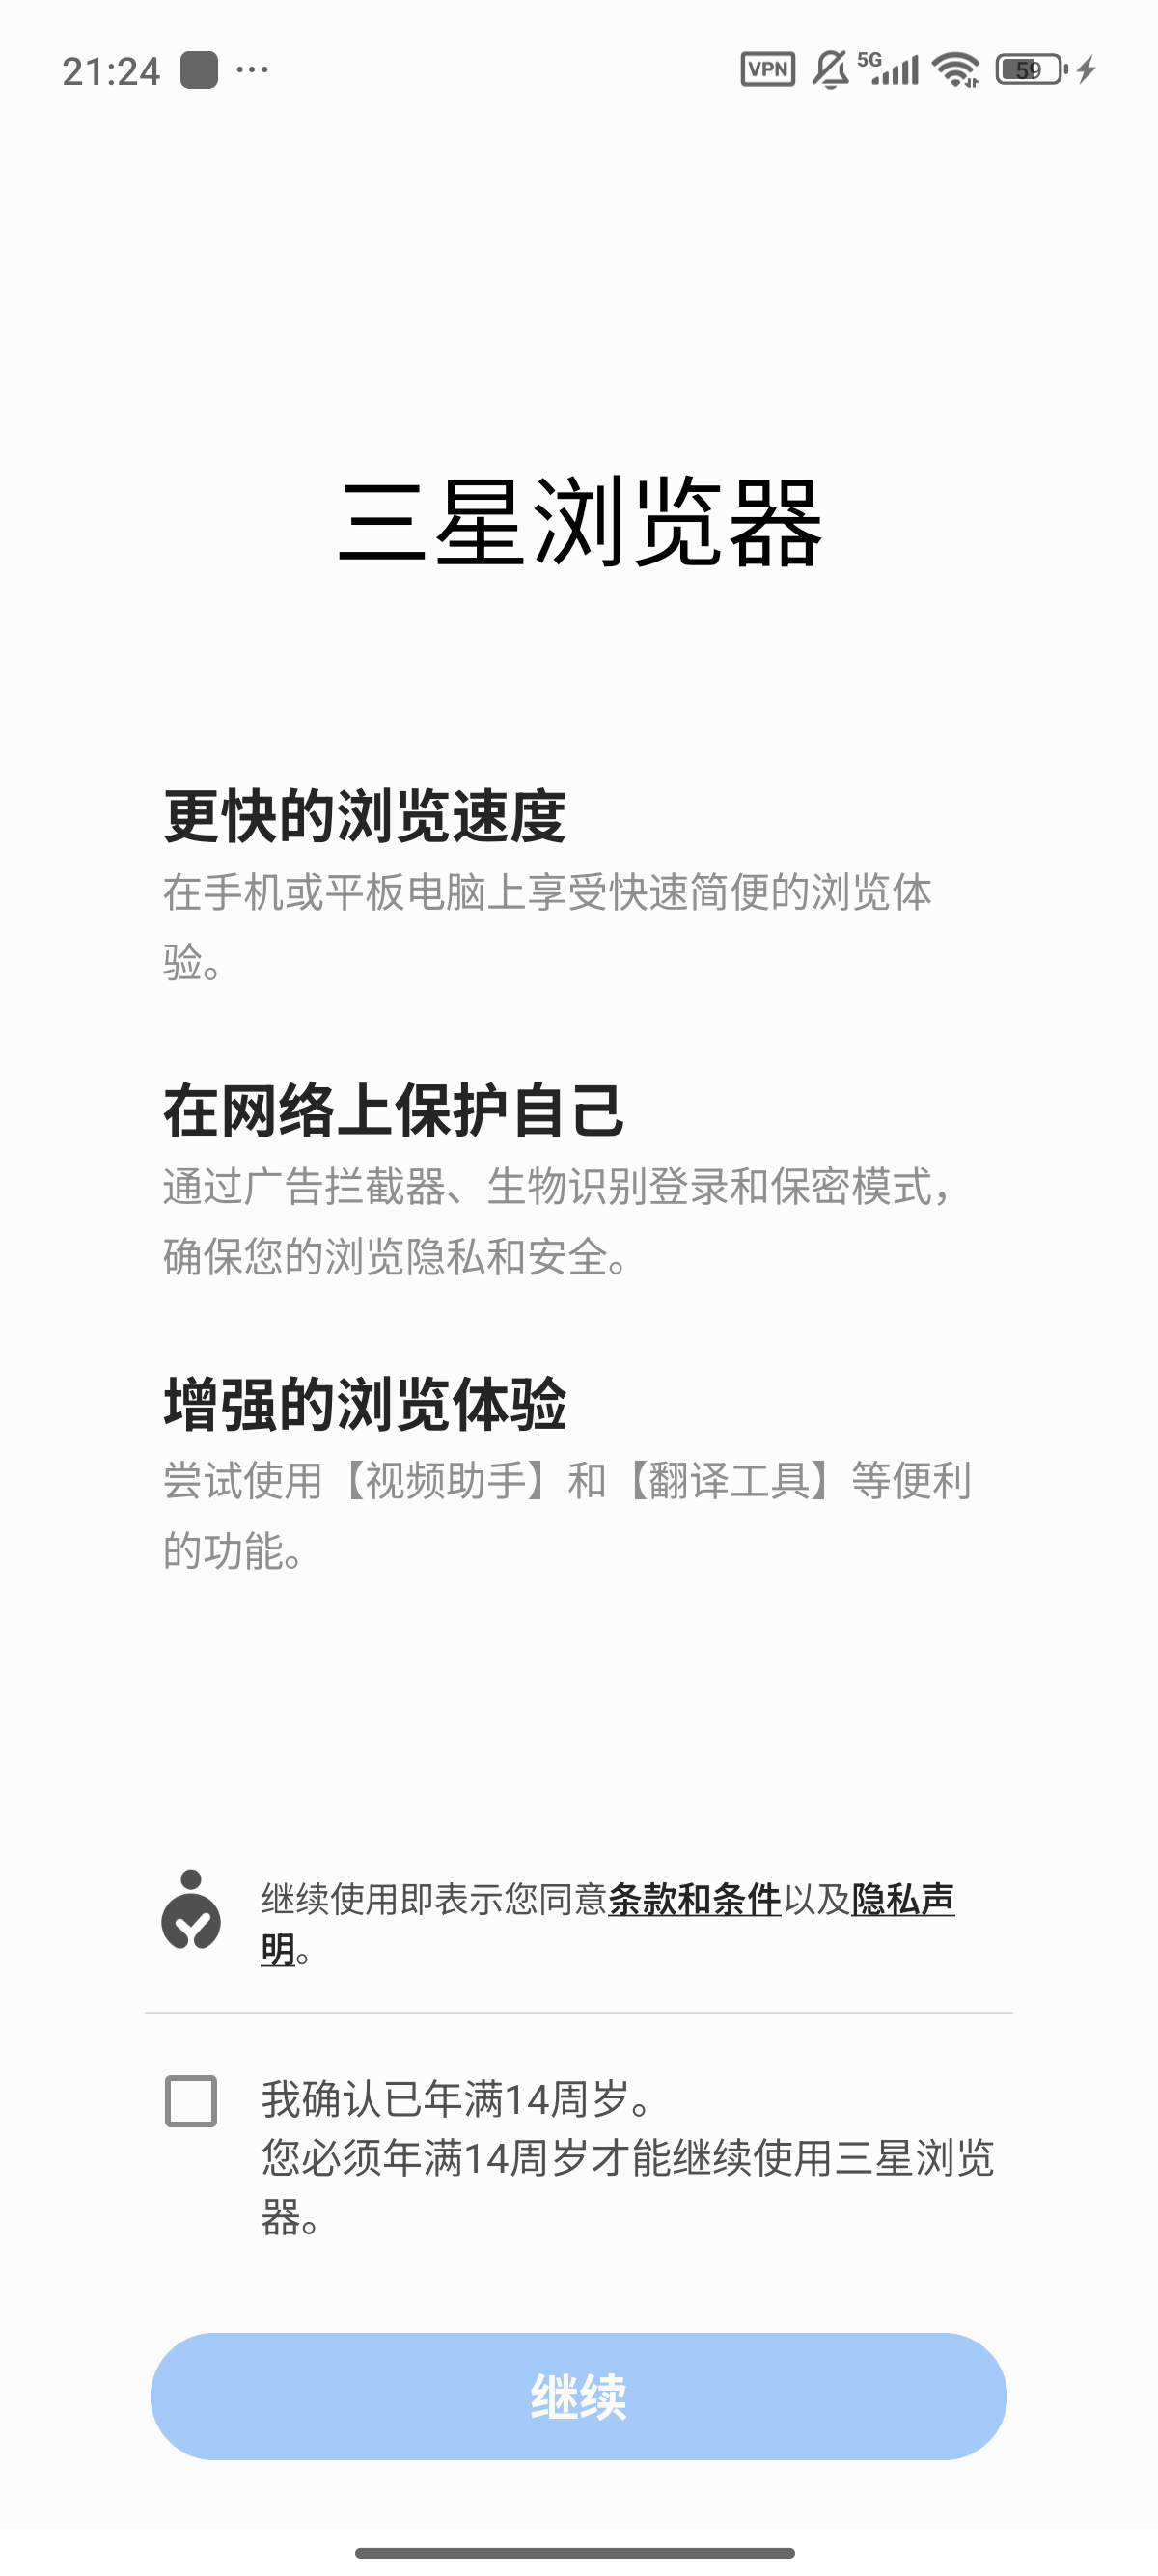 21:24
VPN 5G 59
三星浏览器
更快的浏览速度
在手机或平板电脑上享受快速简便的浏览体
验。
在网络上保护自己
通过广告拦截器、生物识别登录和保密模式，
确保您的浏览隐私和安全。
增强的浏览体验
尝试使用【视频助手】和【翻译工具】等便利
的功能。
继续使用即表示您同意条款和条件以及隐私声
明。
我确认已年满14周岁。
您必须年满14周岁才能继续使用三星浏览
器。
继续